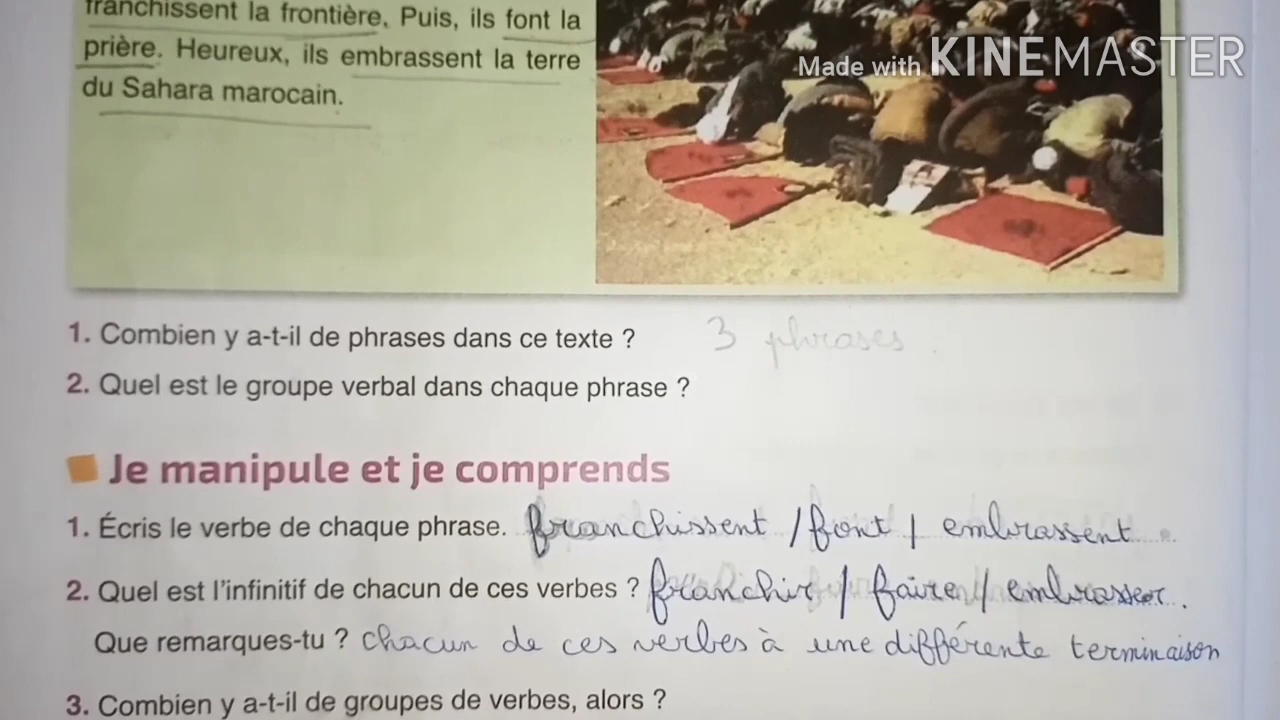 franchissent la frontière. Puis, ils font la
prière. Heureux, ils embrassent la terre
du Sahara marocain.
Made with KINEMASTER
1. Combien y a-t-il de phrases dans ce texte ? 3 phrases.
2. Quel est le groupe verbal dans chaque phrase ?
Je manipule et je comprends
1. Écris le verbe de chaque phrase. franchissent / font / embrassent
2. Quel est l'infinitif de chacun de ces verbes ? franchir / faire / embrasser.
Que remarques-tu ? chacun de ces verbes à une différente terminaison
3. Combien y a-t-il de groupes de verbes, alors ?